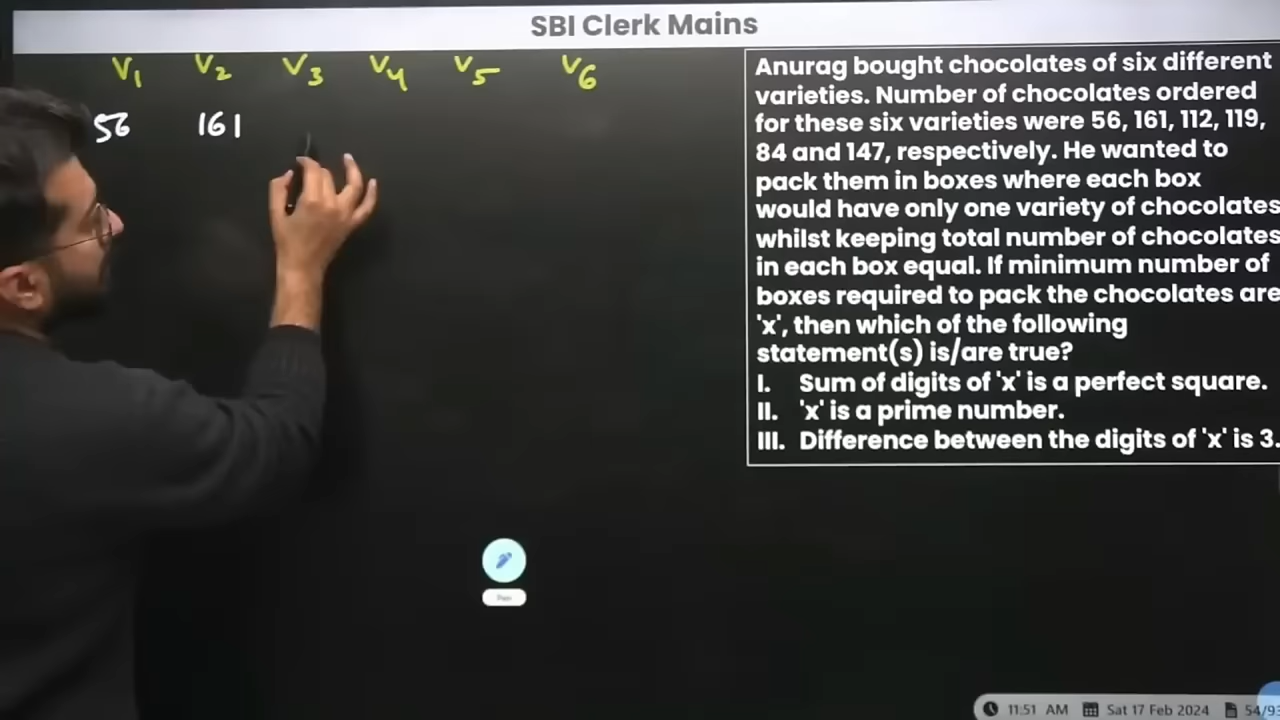 SBI Clerk Mains
V1 V2 V3 V4 V5 V6
56 161
Anurag bought chocolates of six different
varieties. Number of chocolates ordered
for these six varieties were 56, 161, 112, 119,
84 and 147, respectively. He wanted to
pack them in boxes where each box
would have only one variety of chocolates
whilst keeping total number of chocolates
in each box equal. If minimum number of
boxes required to pack the chocolates are
'x', then which of the following
statement(s) is/are true?
I. Sum of digits of 'x' is a perfect square.
II. 'x' is a prime number.
III. Difference between the digits of 'x' is 3.
Pen
11:51 AM Sat 17 Feb 2024 54/93